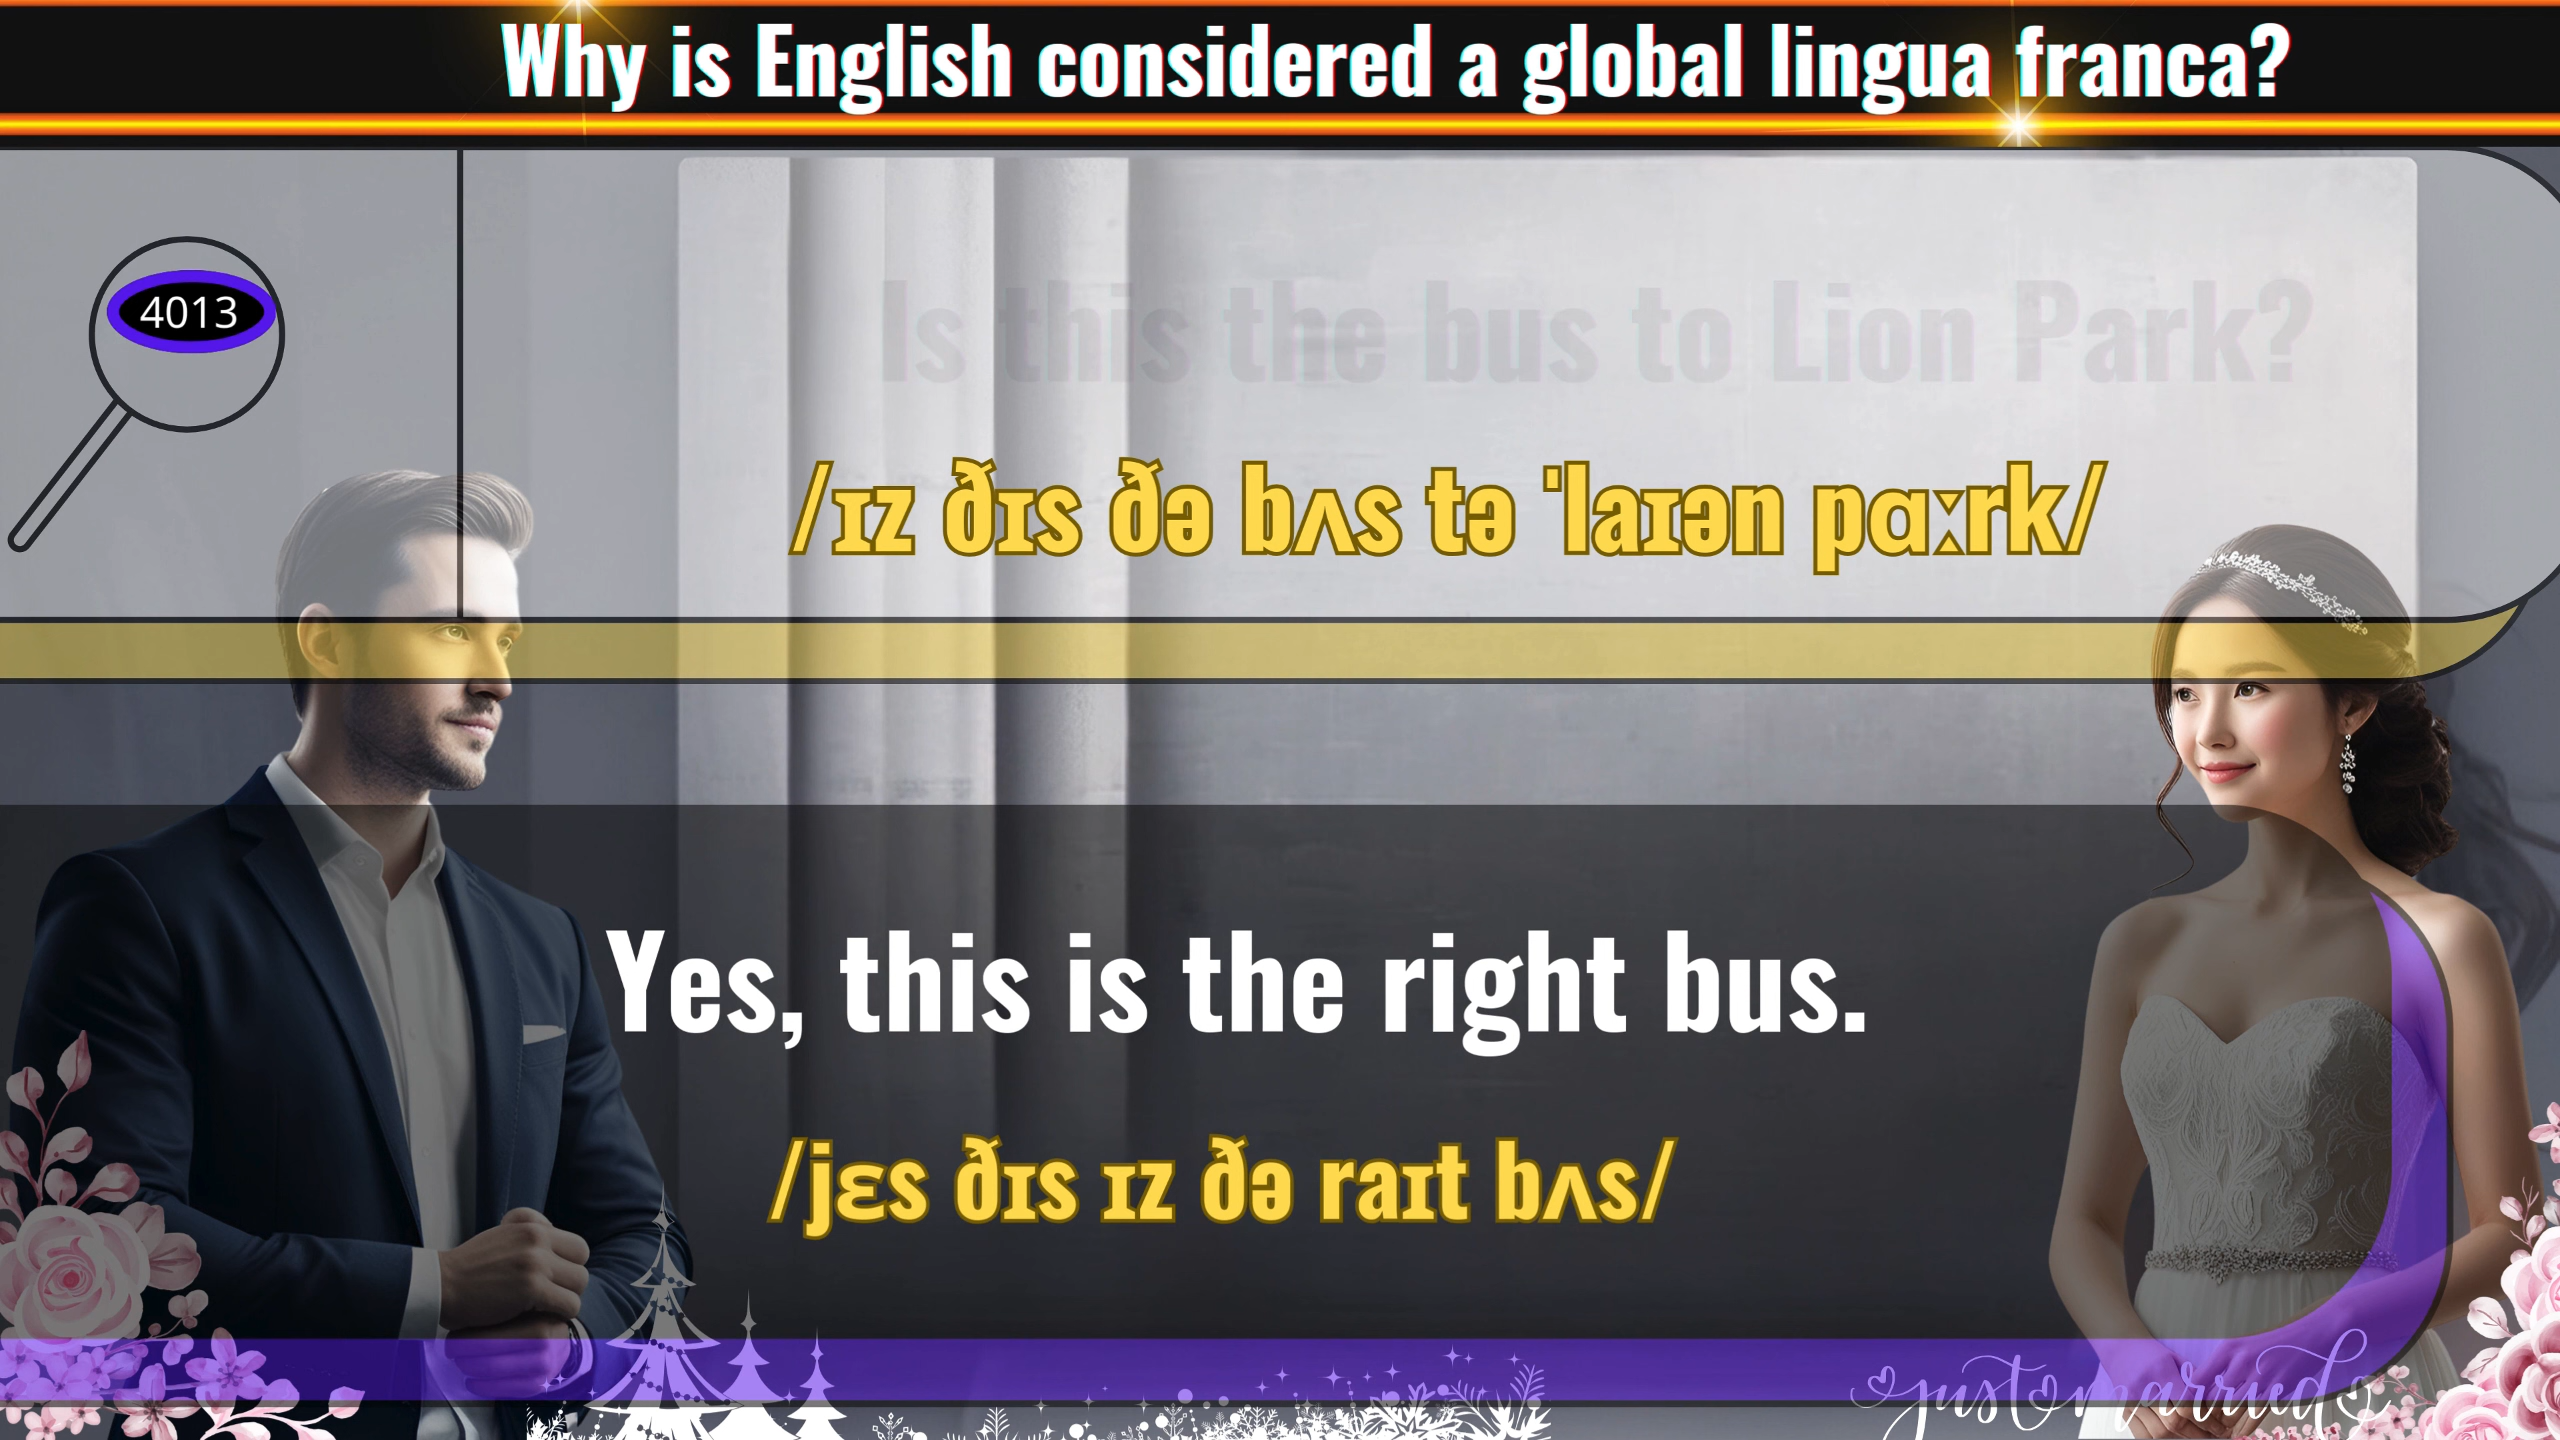 Why is English considered a global lingua franca?
4013
Is this the bus to Lion Park?
/ɪz ðɪs ðə bʌs tə ˈlaɪən pɑːrk/
Yes, this is the right bus.
/jɛs ðɪs ɪz ðə raɪt bʌs/
just married